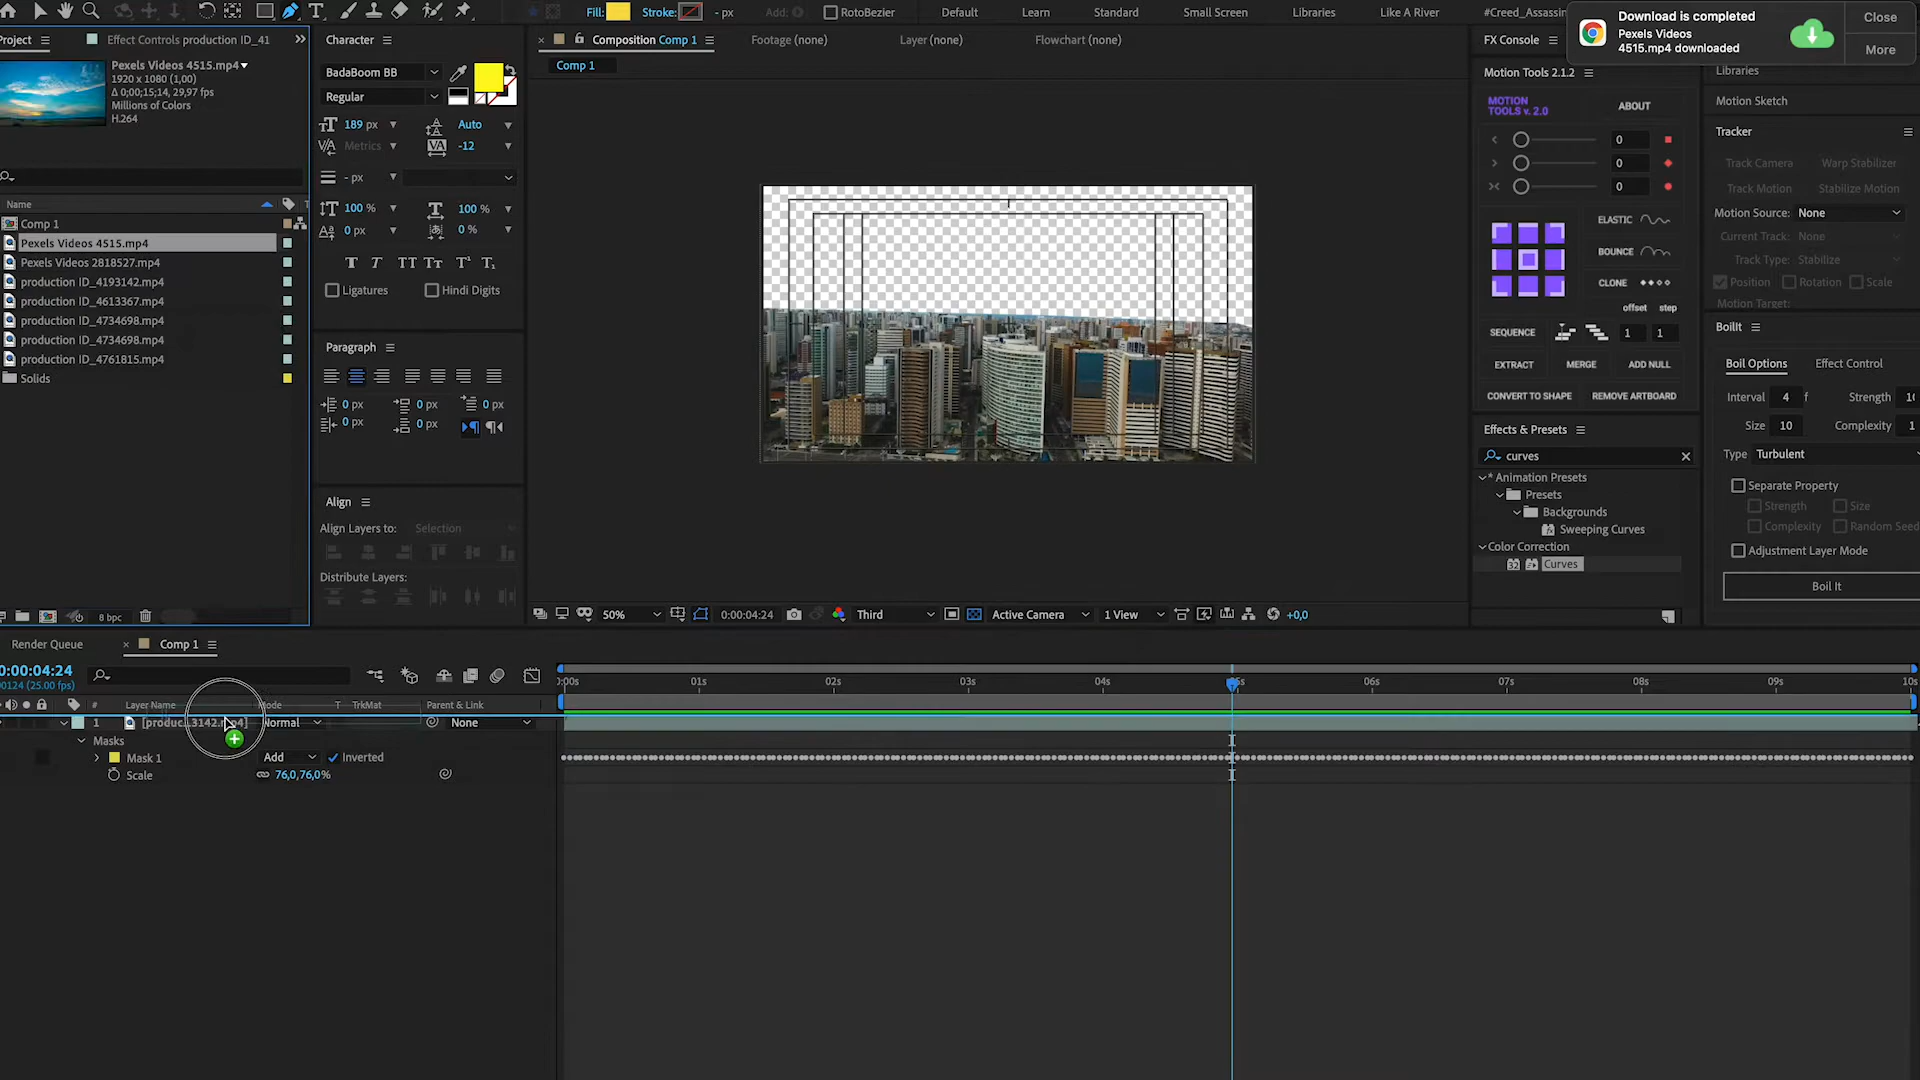 Fill:
Stroke:
- px
Add:
RotoBezier
Default
Learn
Standard
Small Screen
Libraries
Like A River
Download is completed
Pexels Videos
4515.mp4 downloaded
Close
More
Project
Effect Controls production ID_41
Pexels Videos 4515.mp4
1920 x 1080 (1,00)
Δ 0;00;15;14, 29,97 fps
Millions of Colors
H.264
Name
Comp 1
Pexels Videos 4515.mp4
Pexels Videos 2818527.mp4
production ID_4193142.mp4
production ID_4613367.mp4
production ID_4734698.mp4
production ID_4734698.mp4
production ID_4761815.mp4
Solids
8 bpc
Character
BadaBoom BB
Regular
189 px
Auto
Metrics
-12
- px
100 %
100 %
0 px
0 %
Ligatures
Hindi Digits
Paragraph
0 px
0 px
0 px
0 px
0 px
Align
Align Layers to:
Selection
Distribute Layers:
Composition Comp 1
Footage (none)
Layer (none)
Flowchart (none)
Comp 1
50%
0:00:04:24
Third
Active Camera
1 View
+0,0
FX Console
Motion Tools 2.1.2
MOTION
TOOLS v. 2.0
ABOUT
0
0
0
ELASTIC
BOUNCE
CLONE
offset
step
SEQUENCE
1
1
EXTRACT
MERGE
ADD NULL
CONVERT TO SHAPE
REMOVE ARTBOARD
Effects & Presets
curves
* Animation Presets
Presets
Backgrounds
Sweeping Curves
Color Correction
32
Curves
Libraries
Motion Sketch
Tracker
Track Camera
Warp Stabilizer
Track Motion
Stabilize Motion
Motion Source:
None
Current Track:
None
Track Type:
Stabilize
Position
Rotation
Scale
Motion Target:
BoilIt
Boil Options
Effect Control
Interval
4
f
Strength
Size
10
Complexity
1
Type
Turbulent
Separate Property
Strength
Size
Complexity
Random Seed
Adjustment Layer Mode
Boil It
Render Queue
Comp 1
0:00:04:24
00124 (25.00 fps)
#
Layer Name
Mode
T
TrkMat
Parent & Link
1
[produc...3142.mp4]
Normal
None
Masks
Mask 1
Add
Inverted
Scale
76,0,76,0%
:00s
01s
02s
03s
04s
05s
06s
07s
08s
09s
10s